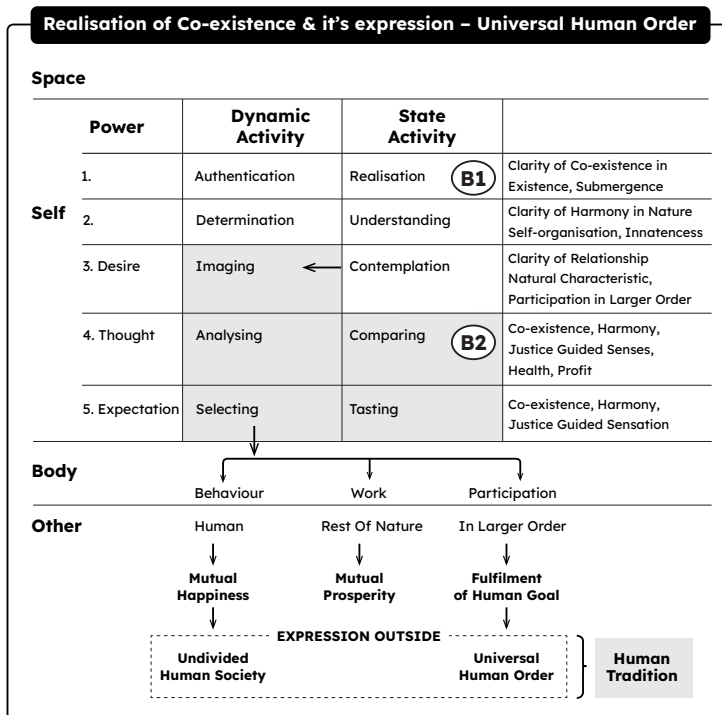 Realisation of Co-existence & it's expression – Universal Human Order
Space
Power
Dynamic
Activity
State
Activity
Self
1.
Authentication
Realisation
B1
Clarity of Co-existence in
Existence, Submergence
2.
Determination
Understanding
Clarity of Harmony in Nature
Self-organisation, Innatencess
3. Desire
Imaging
Contemplation
Clarity of Relationship
Natural Characteristic,
Participation in Larger Order
4. Thought
Analysing
Comparing
B2
Co-existence, Harmony,
Justice Guided Senses,
Health, Profit
5. Expectation
Selecting
Tasting
Co-existence, Harmony,
Justice Guided Sensation
Body
Behaviour
Work
Participation
Other
Human
Rest Of Nature
In Larger Order
Mutual
Happiness
Mutual
Prosperity
Fulfilment
of Human Goal
EXPRESSION OUTSIDE
Undivided
Human Society
Universal
Human Order
Human
Tradition